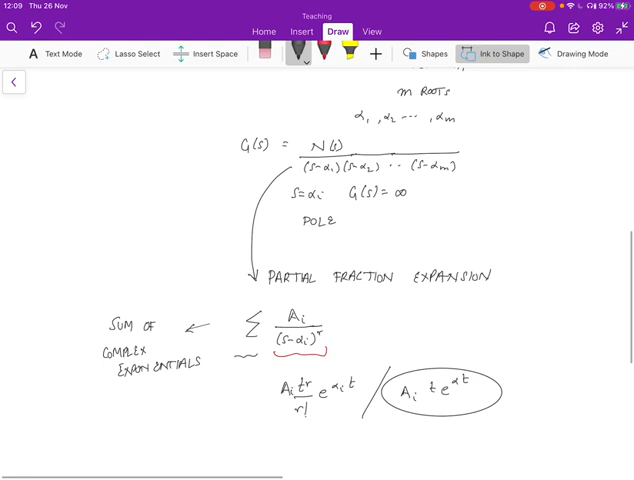 12:09 Thu 26 Nov
Teaching
92%
Home Insert Draw View
Text Mode Lasso Select Insert Space Shapes Ink to Shape Drawing Mode
m ROOTS
α1, α2 ..., αm
G(s) = N(s) / (s-α1)(s-α2) .. (s-αm)
s=αi G(s) = ∞
POLE
PARTIAL FRACTION EXPANSION
SUM OF COMPLEX EXPONENTIALS ← Σ Ai / (s-αi)^r
Ai t^r / r! e^αit / Ai t e^αt